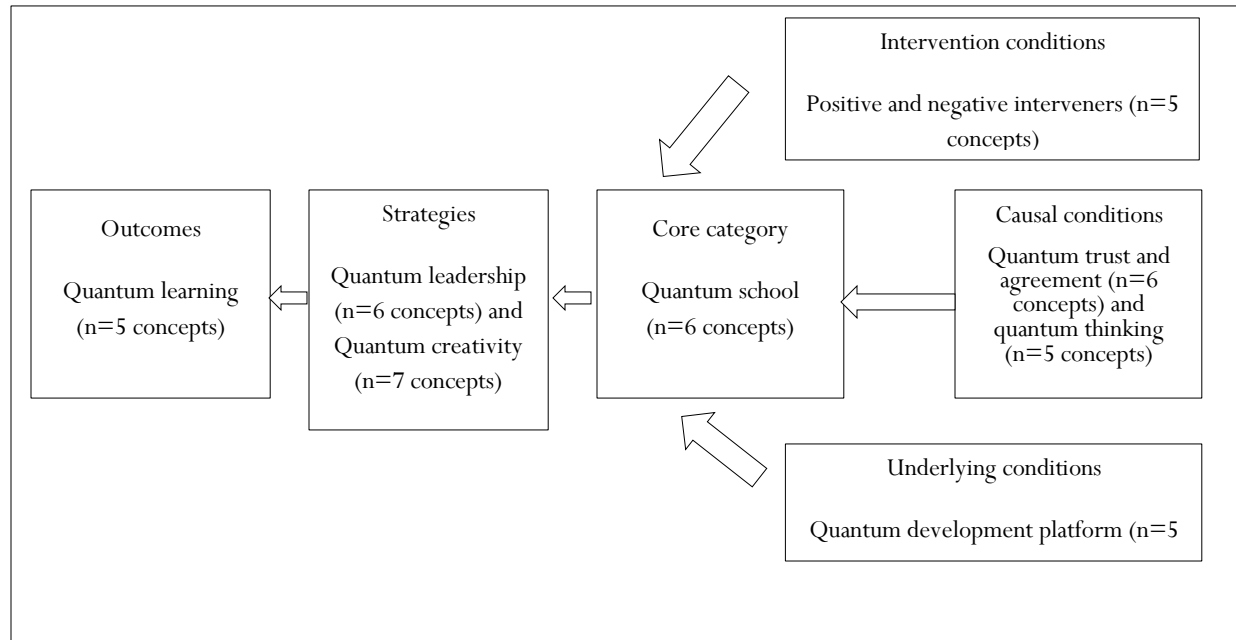 Intervention conditions
Positive and negative interveners (n=5
concepts)
Outcomes
Quantum learning
(n=5 concepts)
Strategies
Quantum leadership
(n=6 concepts) and
Quantum creativity
(n=7 concepts)
Core category
Quantum school
(n=6 concepts)
Causal conditions
Quantum trust and
agreement (n=6
concepts) and
quantum thinking
(n=5 concepts)
Underlying conditions
Quantum development platform (n=5